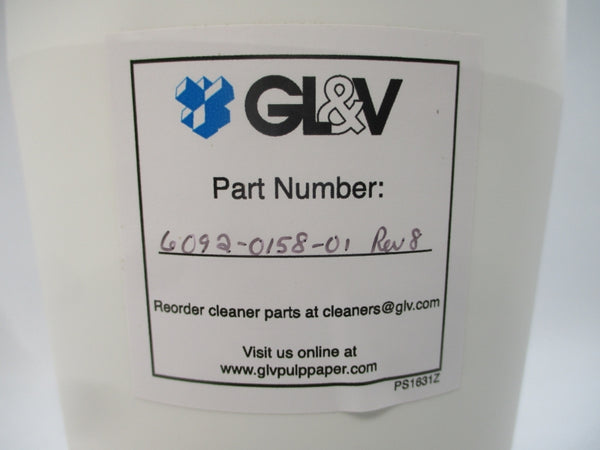 GL&V
Part Number:
6092-0158-01 Rev 8
Reorder cleaner parts at cleaners@glv.com
Visit us online at
www.glvpulppaper.com
PS1631Z